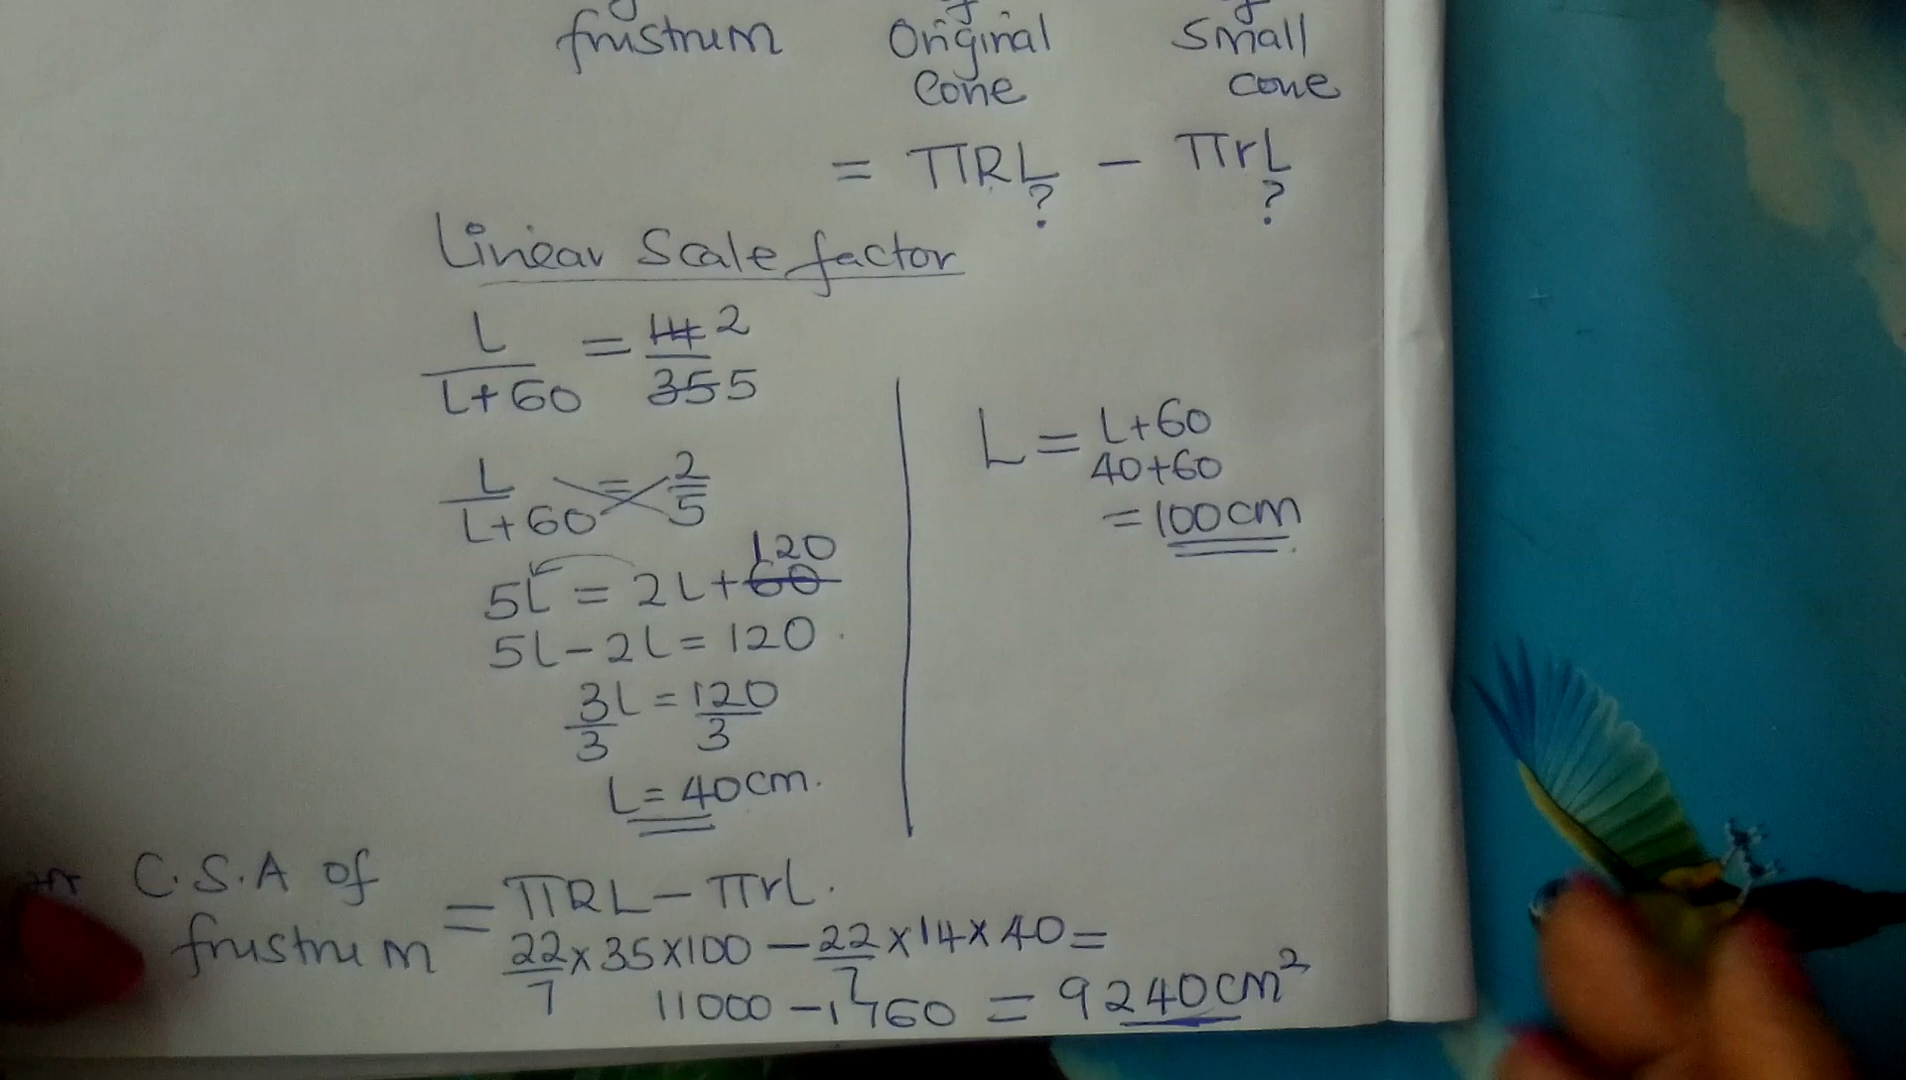 frustrum Original Small
Cone cone
= πRL - πrL
? ?
Linear Scale factor
L/L+60 = 14 2/35 5
L/L+60 = 2/5
5L = 2L + 60 120
5L - 2L = 120
3L/3 = 120/3
L = 40cm.
L = L+60
40+60
= 100cm
C.S.A of
frustrum = πRL - πrL.
22/7 x 35 x 100 - 22/7 x 14 x 40 =
11000 - 1760 = 9240cm²